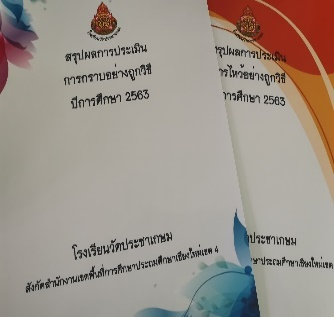 สรุปผลการประเมิน
การกราบอย่างถูกวิธี
ปีการศึกษา 2563
โรงเรียนวัดประชาเกษม
สังกัดสำนักงานเขตพื้นที่การศึกษาประถมศึกษาเชียงใหม่เขต 4
รุปผลการประเมิน
ารไหว้อย่างถูกวิธี
การศึกษา 2563
ประชาเกษม
ษาประถมศึกษาเชียงใหม่เขต